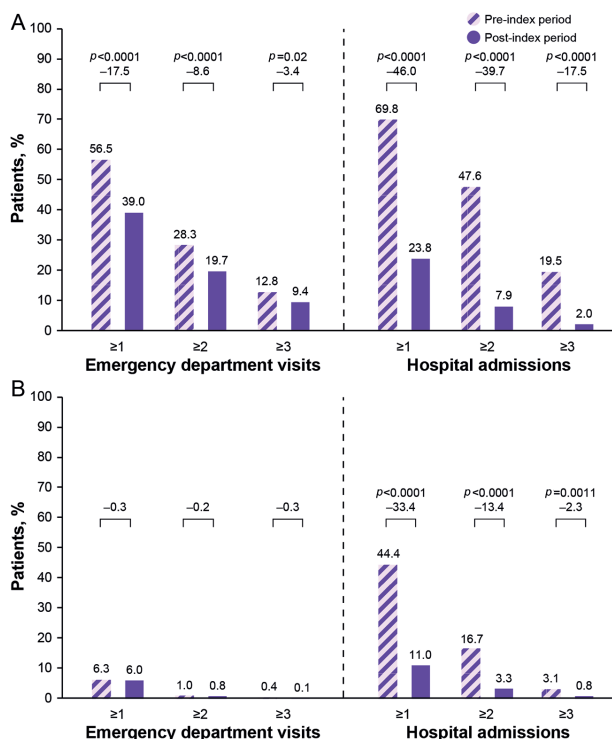 A
Pre-index period
Post-index period
p<0.0001 p<0.0001 p=0.02 p<0.0001 p<0.0001 p<0.0001
–17.5 –8.6 –3.4 –46.0 –39.7 –17.5
Patients, %
100
90
80
70
60
50
40
30
20
10
0
56.5 39.0 28.3 19.7 12.8 9.4 69.8 23.8 47.6 7.9 19.5 2.0
≥1 ≥2 ≥3 ≥1 ≥2 ≥3
Emergency department visits Hospital admissions
B
Patients, %
100
90
80
70
60
50
40
30
20
10
0
p<0.0001 p<0.0001 p=0.0011
–0.3 –0.2 –0.3 –33.4 –13.4 –2.3
6.3 6.0 1.0 0.8 0.4 0.1 44.4 11.0 16.7 3.3 3.1 0.8
≥1 ≥2 ≥3 ≥1 ≥2 ≥3
Emergency department visits Hospital admissions